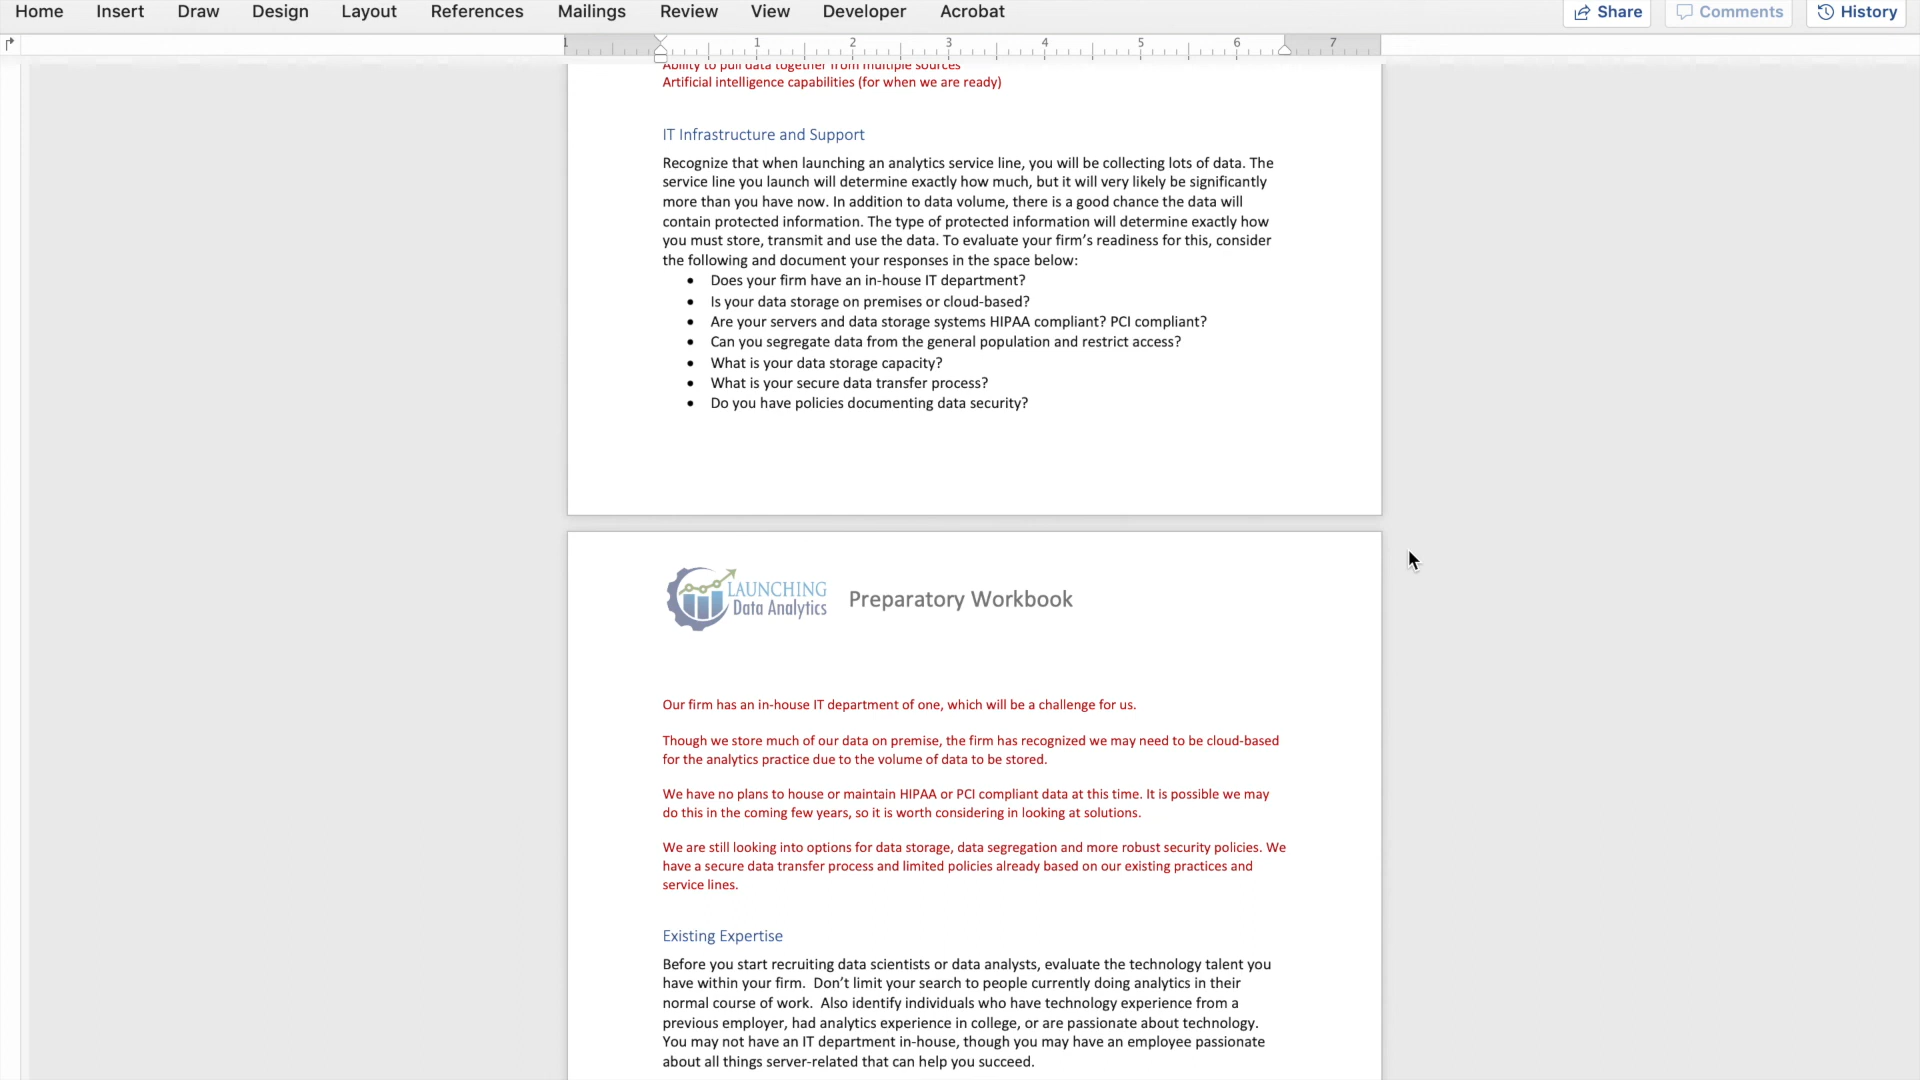 Home Insert Draw Design Layout References Mailings Review View Developer Acrobat Share Comments History
1 1 2 3 4 5 6 7
Ability to pull data together from multiple sources
Artificial intelligence capabilities (for when we are ready)
IT Infrastructure and Support
Recognize that when launching an analytics service line, you will be collecting lots of data. The
service line you launch will determine exactly how much, but it will very likely be significantly
more than you have now. In addition to data volume, there is a good chance the data will
contain protected information. The type of protected information will determine exactly how
you must store, transmit and use the data. To evaluate your firm’s readiness for this, consider
the following and document your responses in the space below:
• Does your firm have an in-house IT department?
• Is your data storage on premises or cloud-based?
• Are your servers and data storage systems HIPAA compliant? PCI compliant?
• Can you segregate data from the general population and restrict access?
• What is your data storage capacity?
• What is your secure data transfer process?
• Do you have policies documenting data security?
LAUNCHING
Data Analytics
Preparatory Workbook
Our firm has an in-house IT department of one, which will be a challenge for us.
Though we store much of our data on premise, the firm has recognized we may need to be cloud-based
for the analytics practice due to the volume of data to be stored.
We have no plans to house or maintain HIPAA or PCI compliant data at this time. It is possible we may
do this in the coming few years, so it is worth considering in looking at solutions.
We are still looking into options for data storage, data segregation and more robust security policies. We
have a secure data transfer process and limited policies already based on our existing practices and
service lines.
Existing Expertise
Before you start recruiting data scientists or data analysts, evaluate the technology talent you
have within your firm.  Don’t limit your search to people currently doing analytics in their
normal course of work.  Also identify individuals who have technology experience from a
previous employer, had analytics experience in college, or are passionate about technology.
You may not have an IT department in-house, though you may have an employee passionate
about all things server-related that can help you succeed.